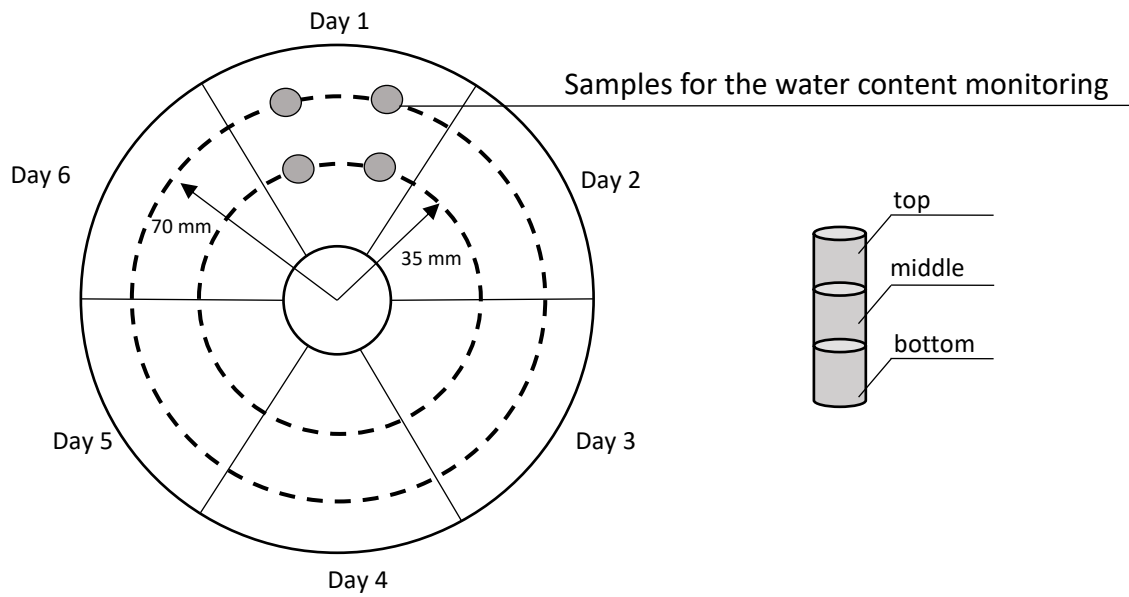 Day 1
Samples for the water content monitoring
Day 6
Day 2
70 mm
35 mm
top
middle
bottom
Day 5
Day 3
Day 4